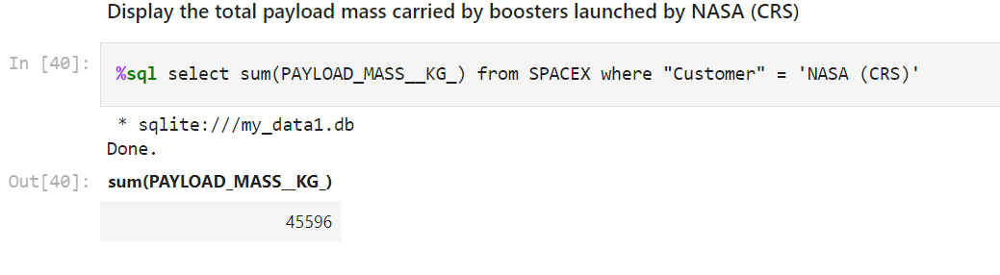 Display the total payload mass carried by boosters launched by NASA (CRS)
In [40]: %sql select sum(PAYLOAD_MASS__KG_) from SPACEX where "Customer" = 'NASA (CRS)'
* sqlite:///my_data1.db
Done.
Out[40]: sum(PAYLOAD_MASS__KG_)
45596